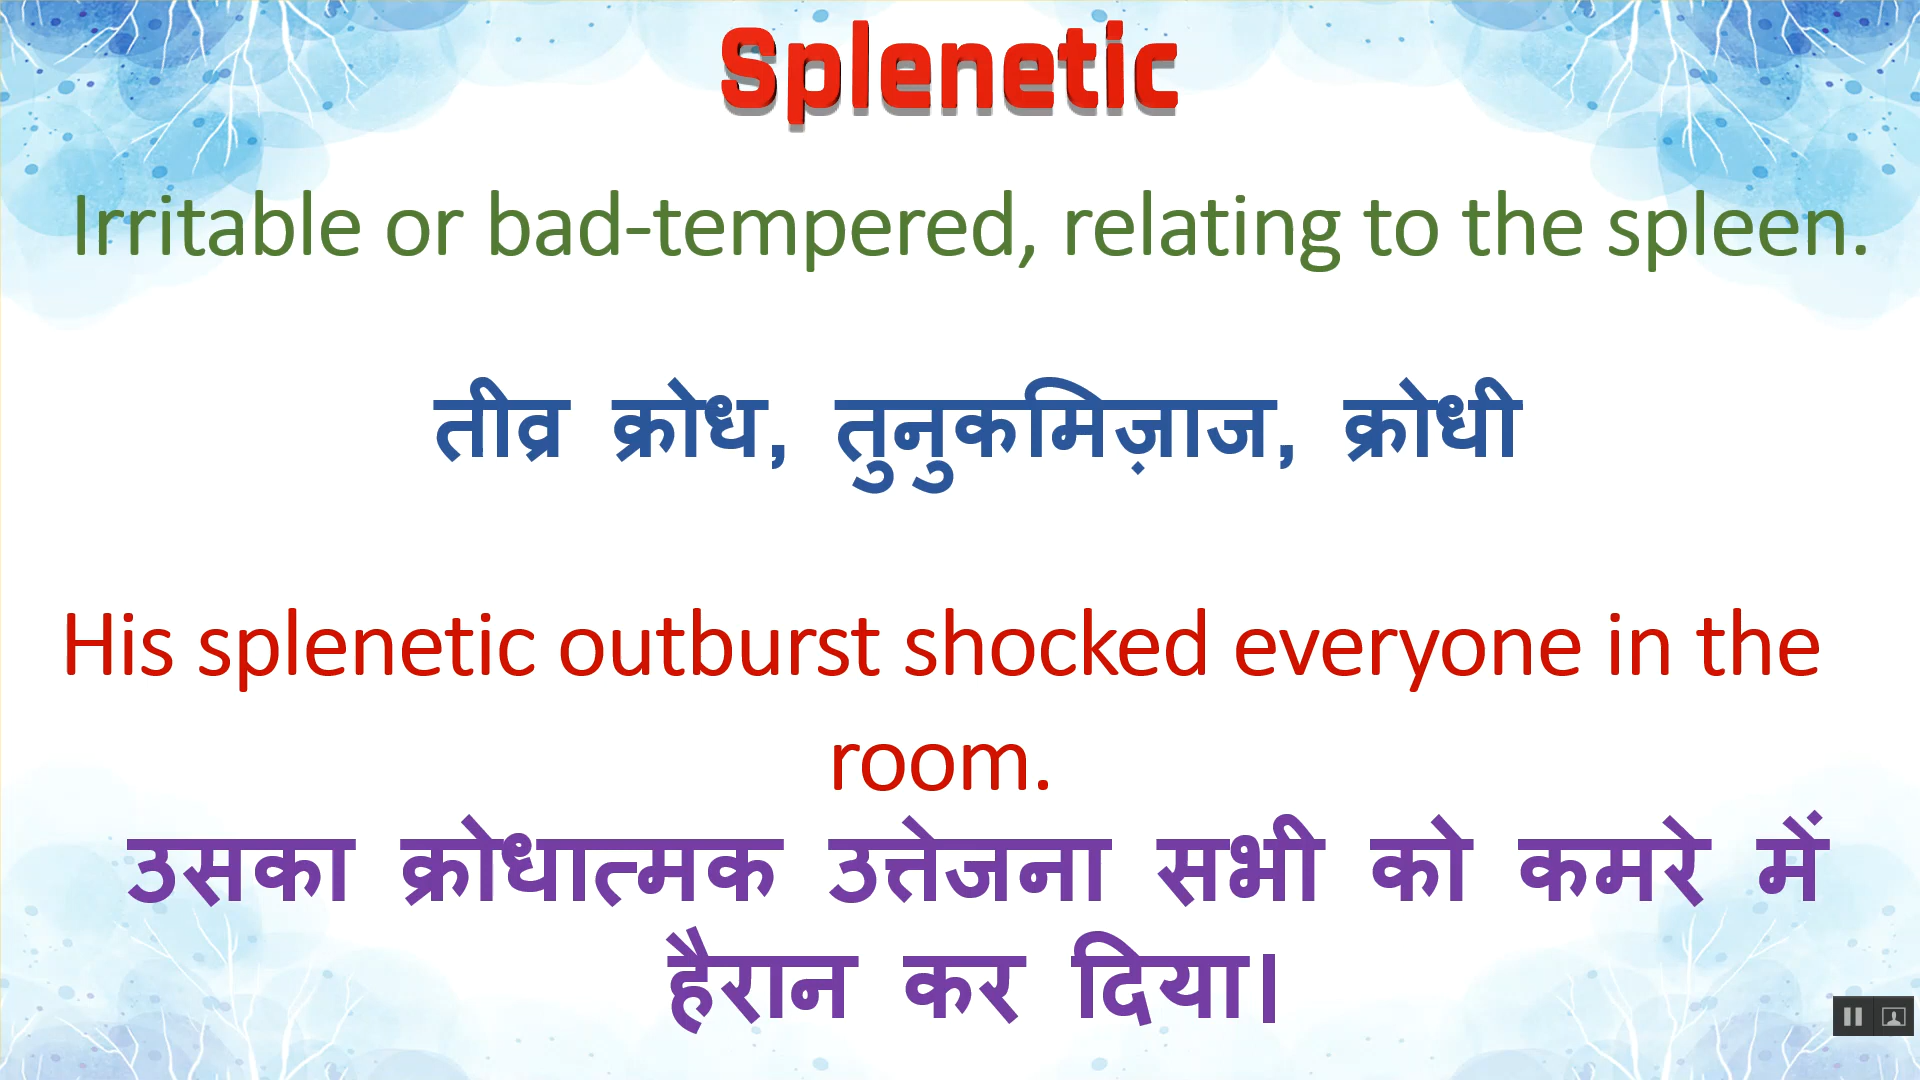 Splenetic
Irritable or bad-tempered, relating to the spleen.
तीव्र क्रोध, तुनुकमिज़ाज, क्रोधी
His splenetic outburst shocked everyone in the
room.
उसका क्रोधात्मक उत्तेजना सभी को कमरे में
हैरान कर दिया।